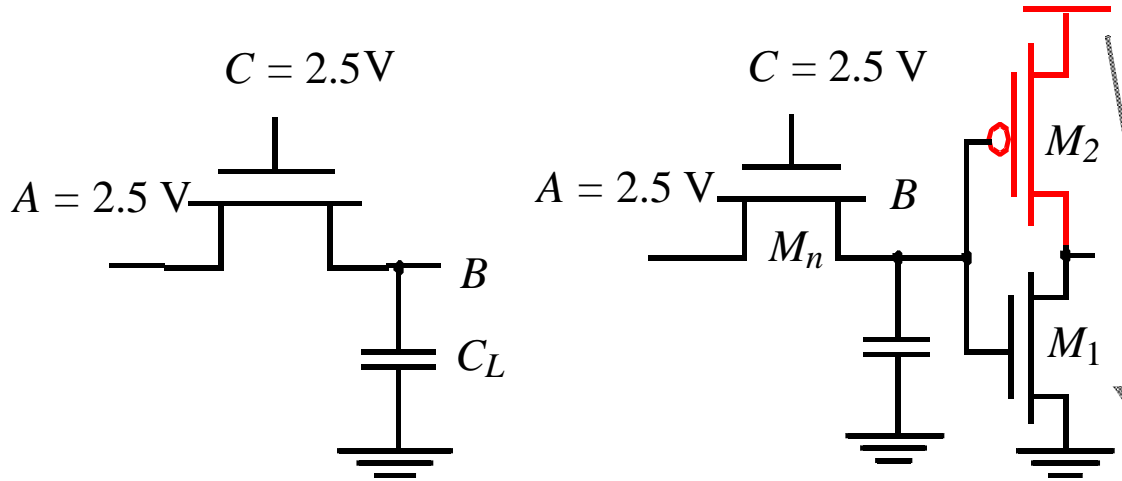 C = 2.5V
A = 2.5 V
B
C_L
C = 2.5 V
A = 2.5 V
B
M_2
M_n
M_1